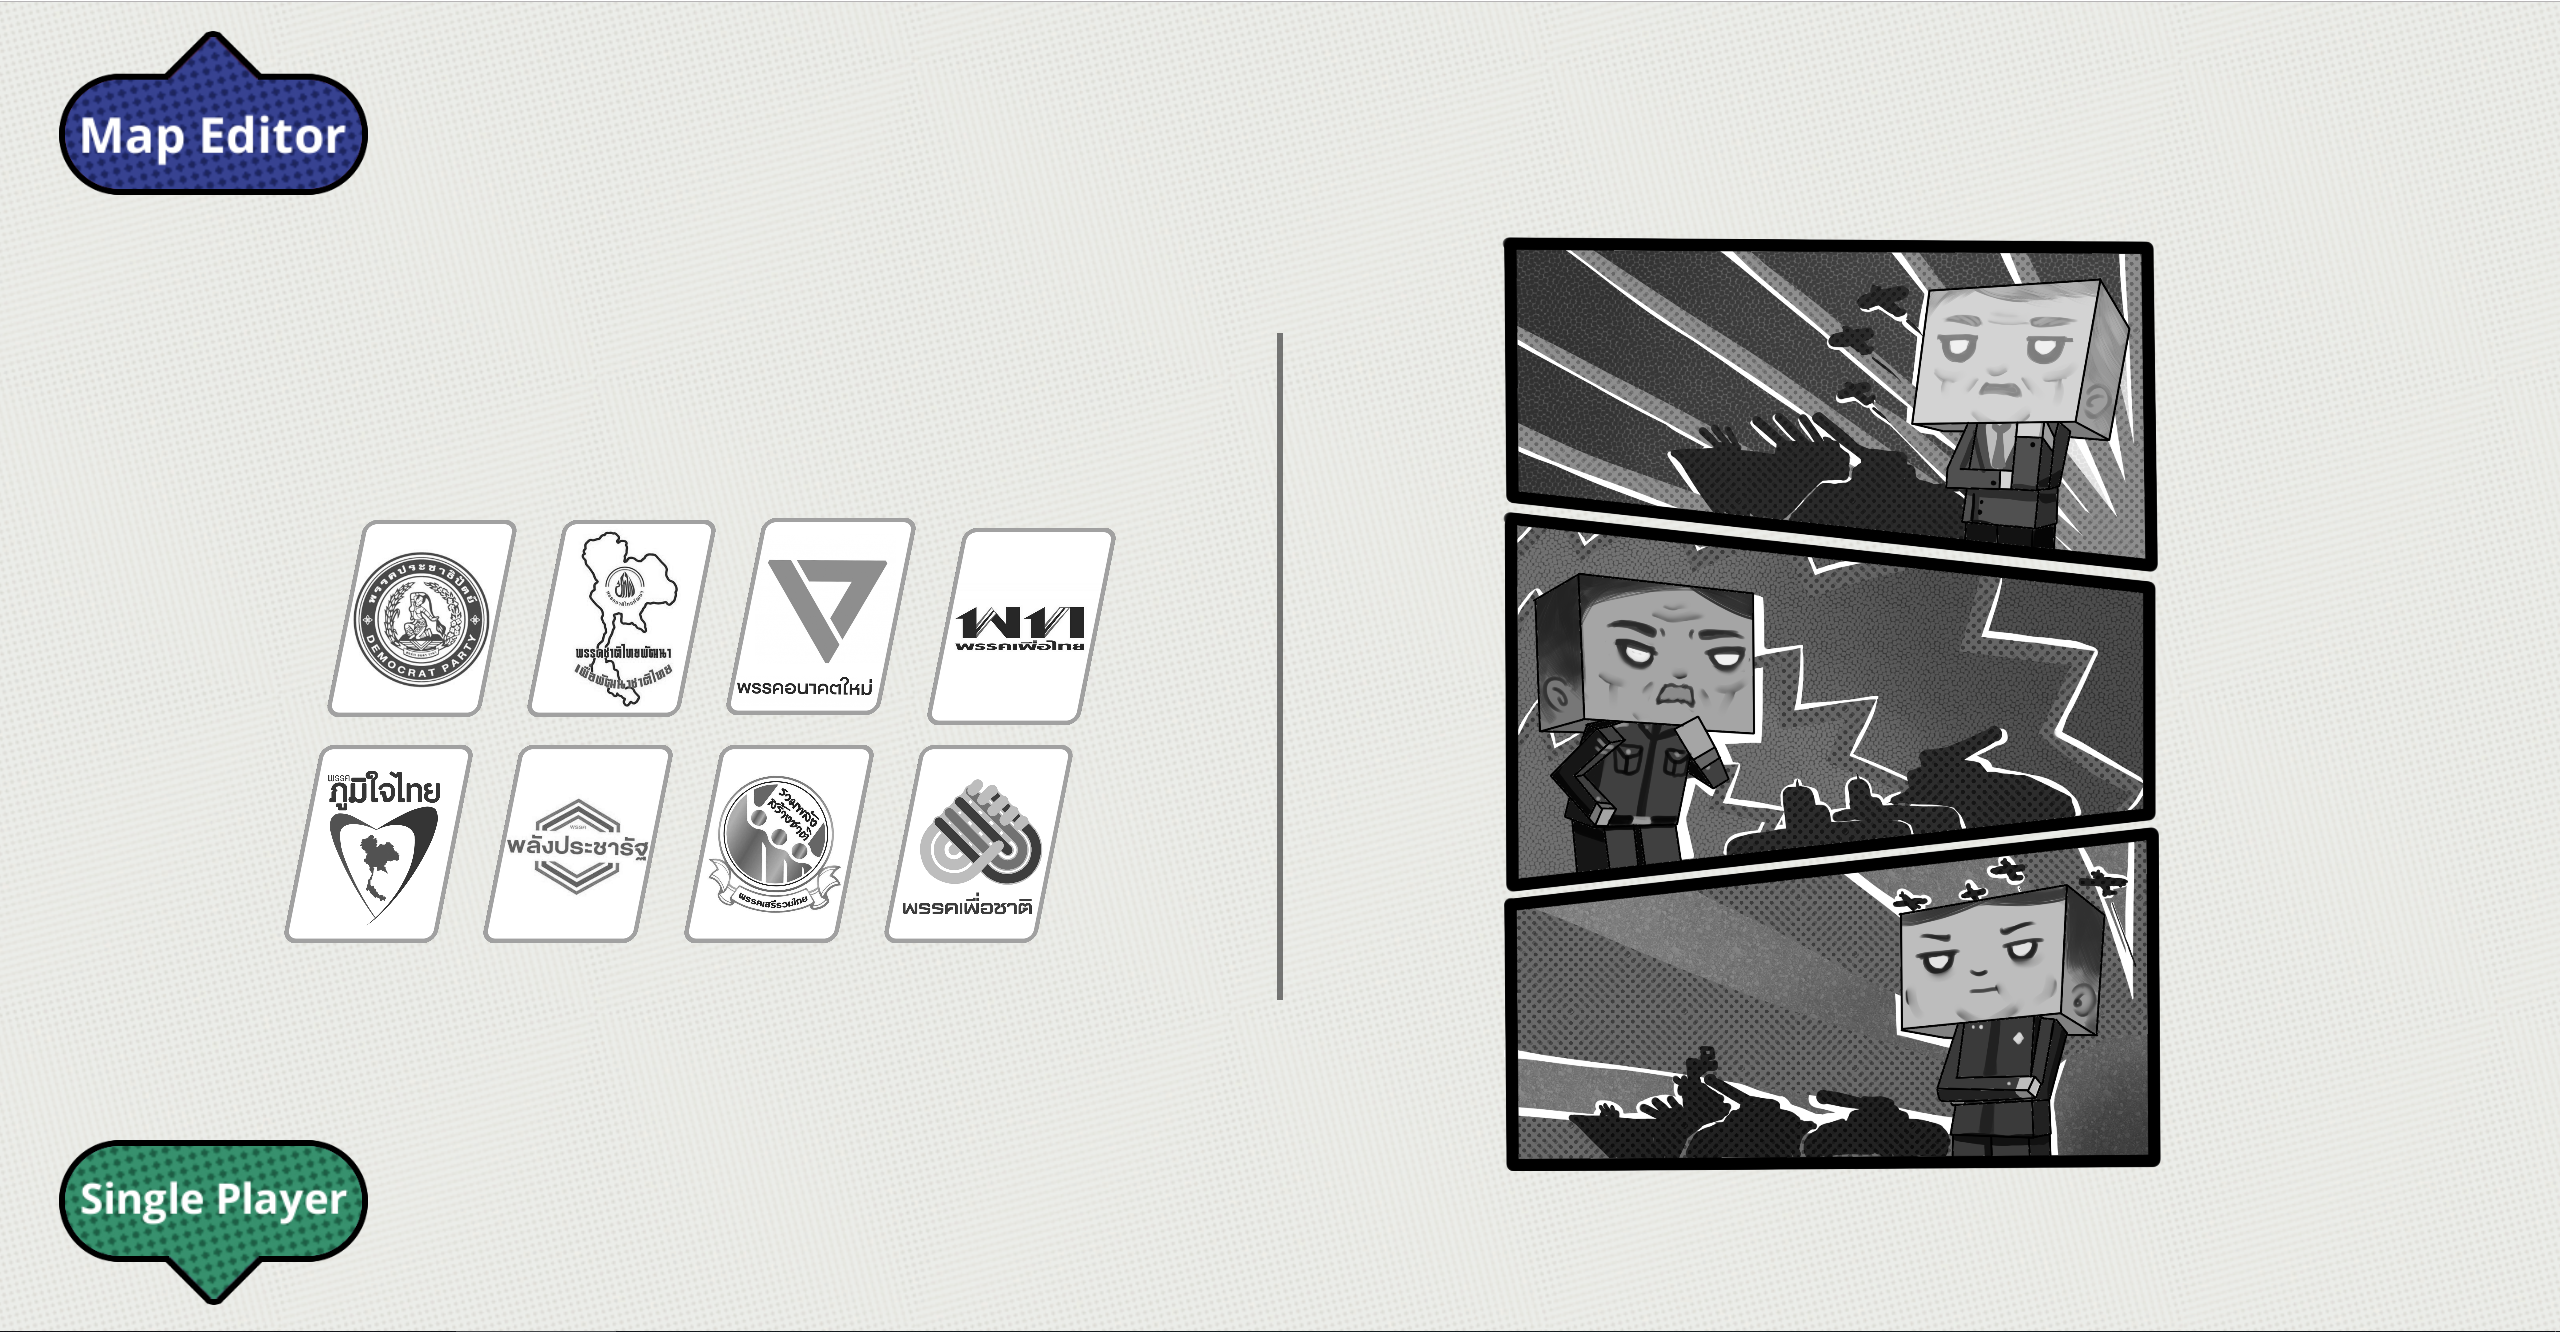 Map Editor
พรรคประชาธิปัตย์
DEMOCRAT PARTY
พรรคชาติไทยพัฒนา
เพื่อพัฒนาชาติไทย
พรรคอนาคตใหม่
พท
พรรคเพื่อไทย
พรรค
ภูมิใจไทย
พรรค
พลังประชารัฐ
รวมพลัง
สร้างชาติ
พรรคเสรีรวมไทย
พรรคเพื่อชาติ
Single Player